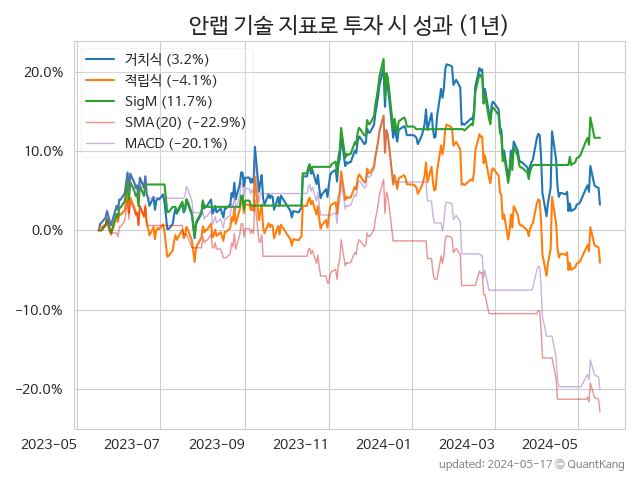 안랩 기술 지표로 투자 시 성과 (1년)
거치식 (3.2%)
적립식 (−4.1%)
SigM (11.7%)
SMA(20) (−22.9%)
MACD (−20.1%)
20.0%
10.0%
0.0%
−10.0%
−20.0%
2023-05 2023-07 2023-09 2023-11 2024-01 2024-03 2024-05
updated: 2024-05-17 © QuantKang